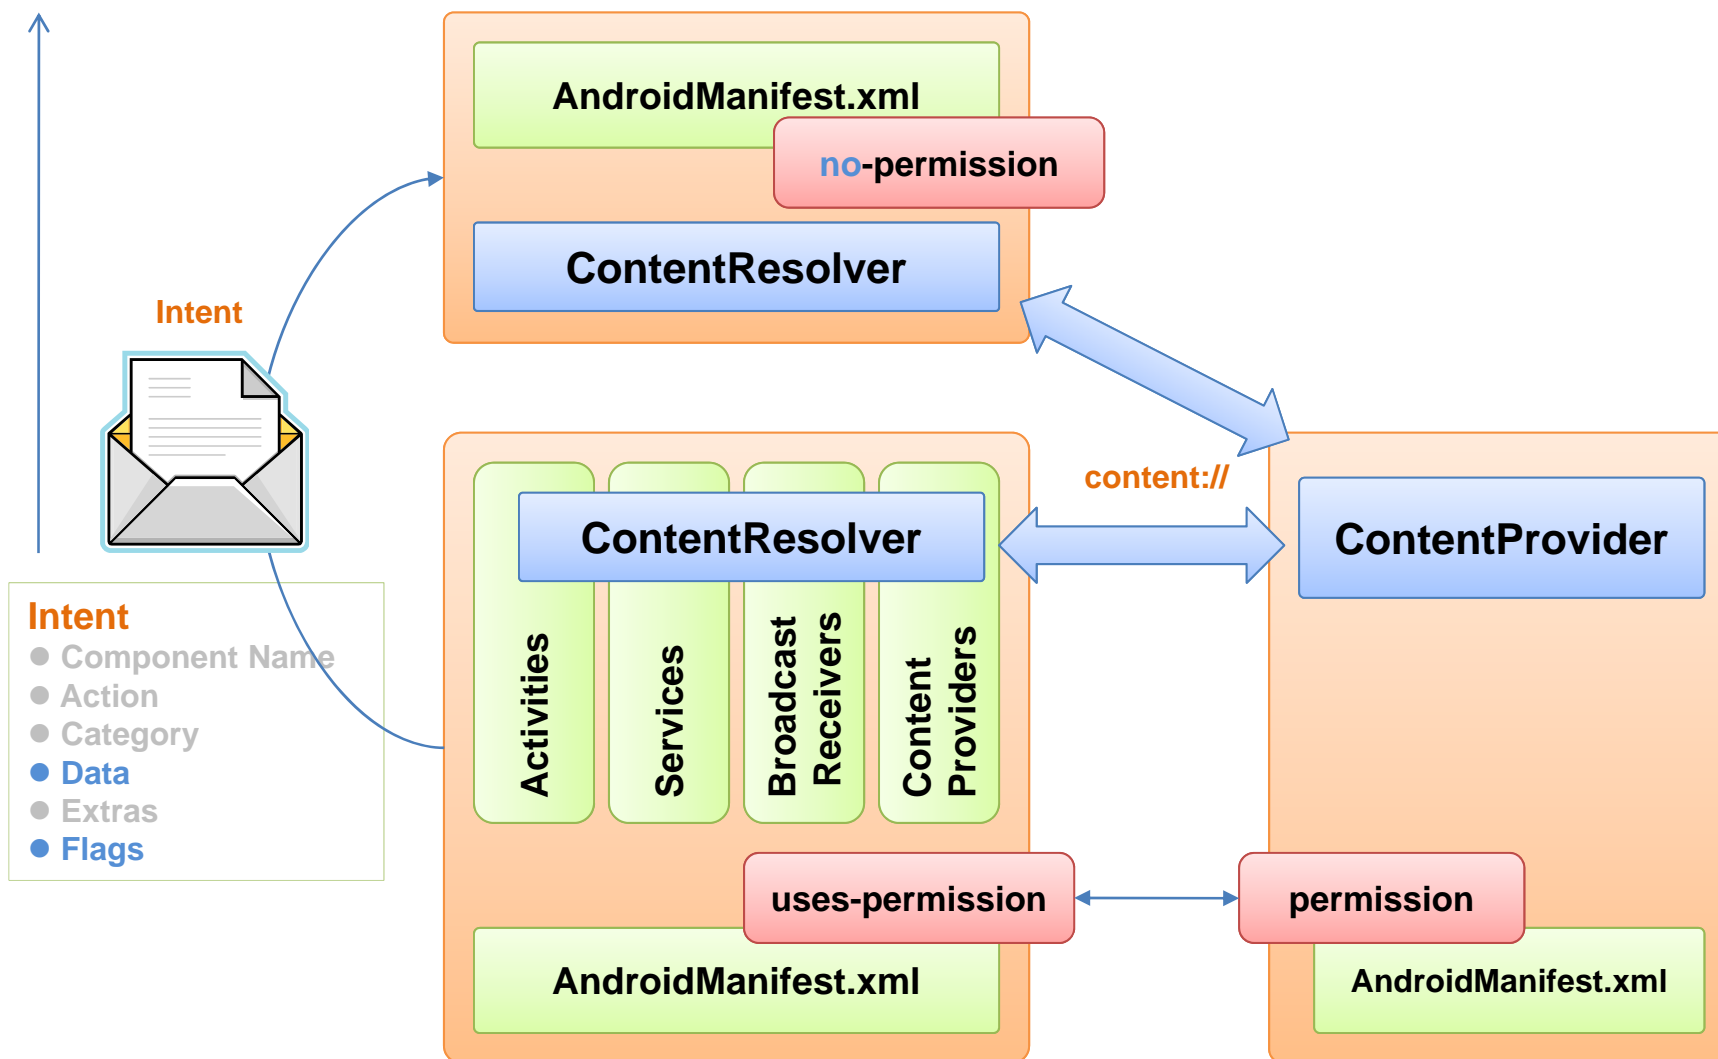 AndroidManifest.xml
no-permission
ContentResolver
Intent
content://
ContentResolver
ContentProvider
Activities
Services
Broadcast
Receivers
Content
Providers
Intent
Component Name
Action
Category
Data
Extras
Flags
uses-permission
permission
AndroidManifest.xml
AndroidManifest.xml